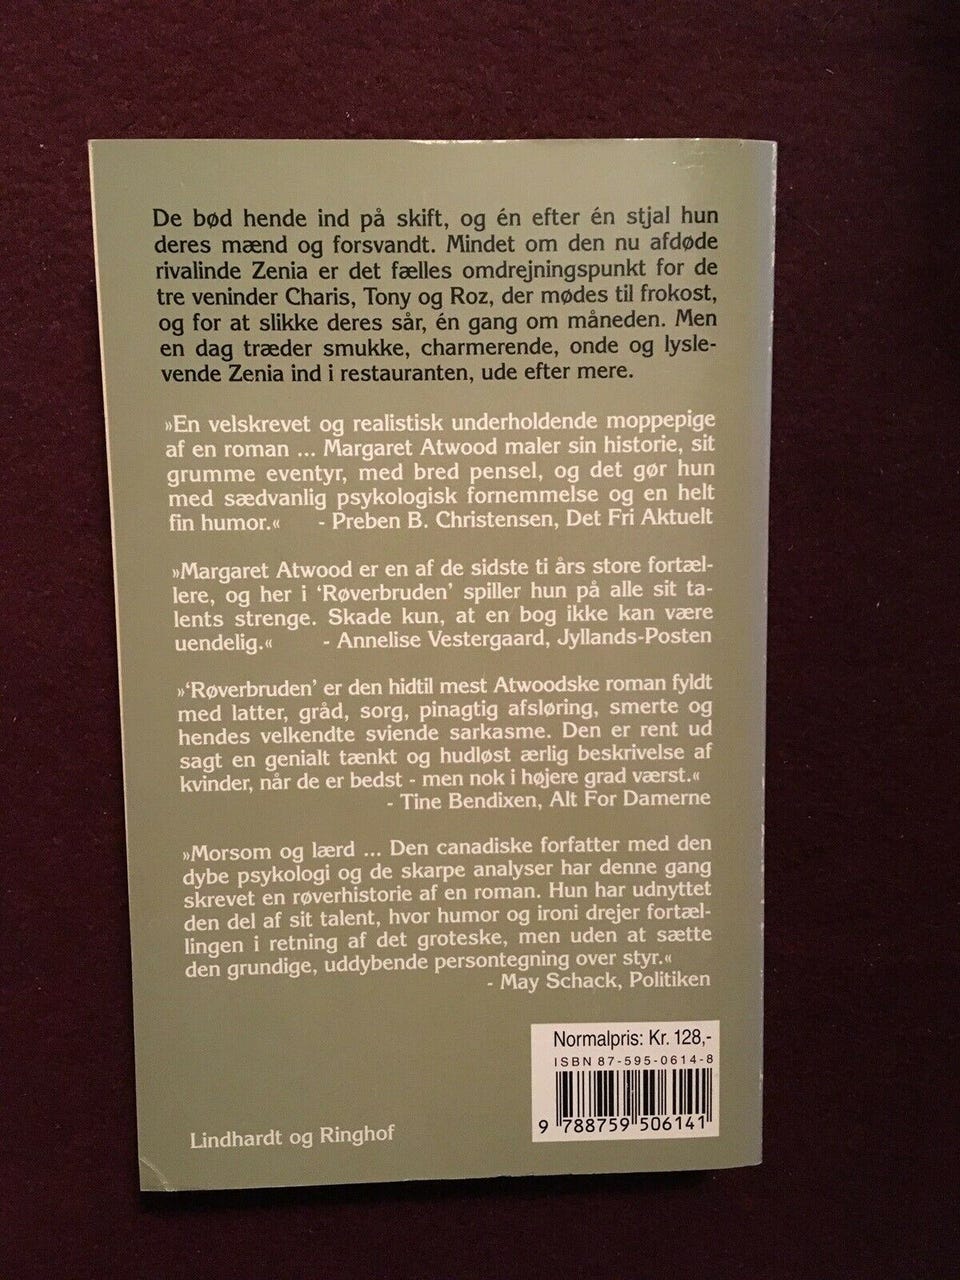 De bød hende ind på skift, og én efter én stjal hun
deres mænd og forsvandt. Mindet om den nu afdøde
rivalinde Zenia er det fælles omdrejningspunkt for de
tre veninder Charis, Tony og Roz, der mødes til frokost,
og for at slikke deres sår, én gang om måneden. Men
en dag træder smukke, charmerende, onde og lysle-
vende Zenia ind i restauranten, ude efter mere.
»En velskrevet og realistisk underholdende moppepige
af en roman ... Margaret Atwood maler sin historie, sit
grumme eventyr, med bred pensel, og det gør hun
med sædvanlig psykologisk fornemmelse og en helt
fin humor.« - Preben B. Christensen, Det Fri Aktuelt
»Margaret Atwood er en af de sidste ti års store fortæl-
lere, og her i ‘Røverbruden’ spiller hun på alle sit ta-
lents strenge. Skade kun, at en bog ikke kan være
uendelig.« - Annelise Vestergaard, Jyllands-Posten
»‘Røverbruden’ er den hidtil mest Atwoodske roman fyldt
med latter, gråd, sorg, pinagtig afsløring, smerte og
hendes velkendte sviende sarkasme. Den er rent ud
sagt en genialt tænkt og hudløst ærlig beskrivelse af
kvinder, når de er bedst - men nok i højere grad værst.«
- Tine Bendixen, Alt For Damerne
»Morsom og lærd ... Den canadiske forfatter med den
dybe psykologi og de skarpe analyser har denne gang
skrevet en røverhistorie af en roman. Hun har udnyttet
den del af sit talent, hvor humor og ironi drejer fortæl-
lingen i retning af det groteske, men uden at sætte
den grundige, uddybende persontegning over styr.«
- May Schack, Politiken
Normalpris: Kr. 128,-
ISBN 87-595-0614-8
9 788759 506141
Lindhardt og Ringhof